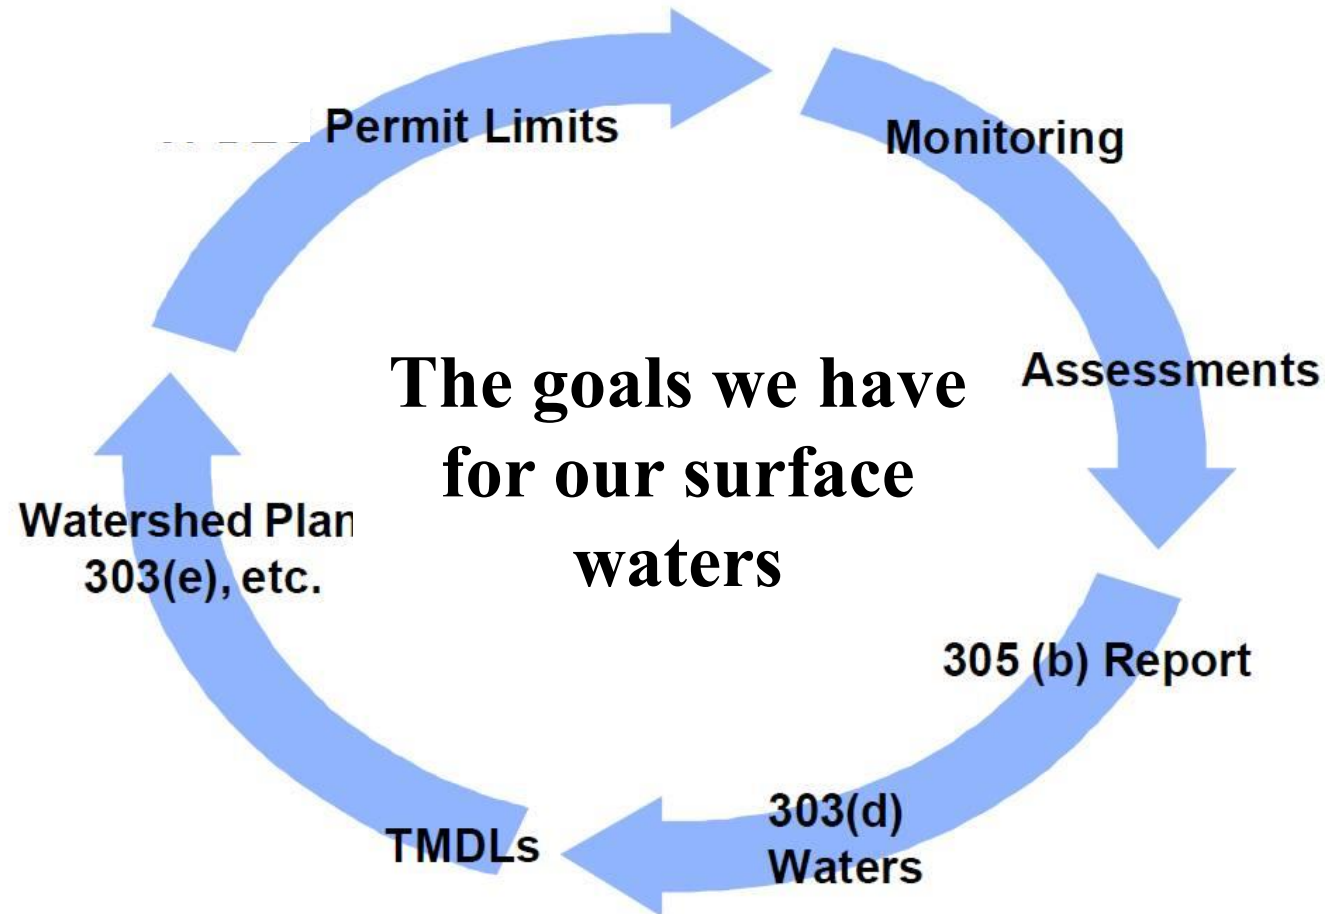 Permit Limits
Monitoring
The goals we have
for our surface
waters
Assessments
Watershed Plan
303(e), etc.
305 (b) Report
303(d)
Waters
TMDLs